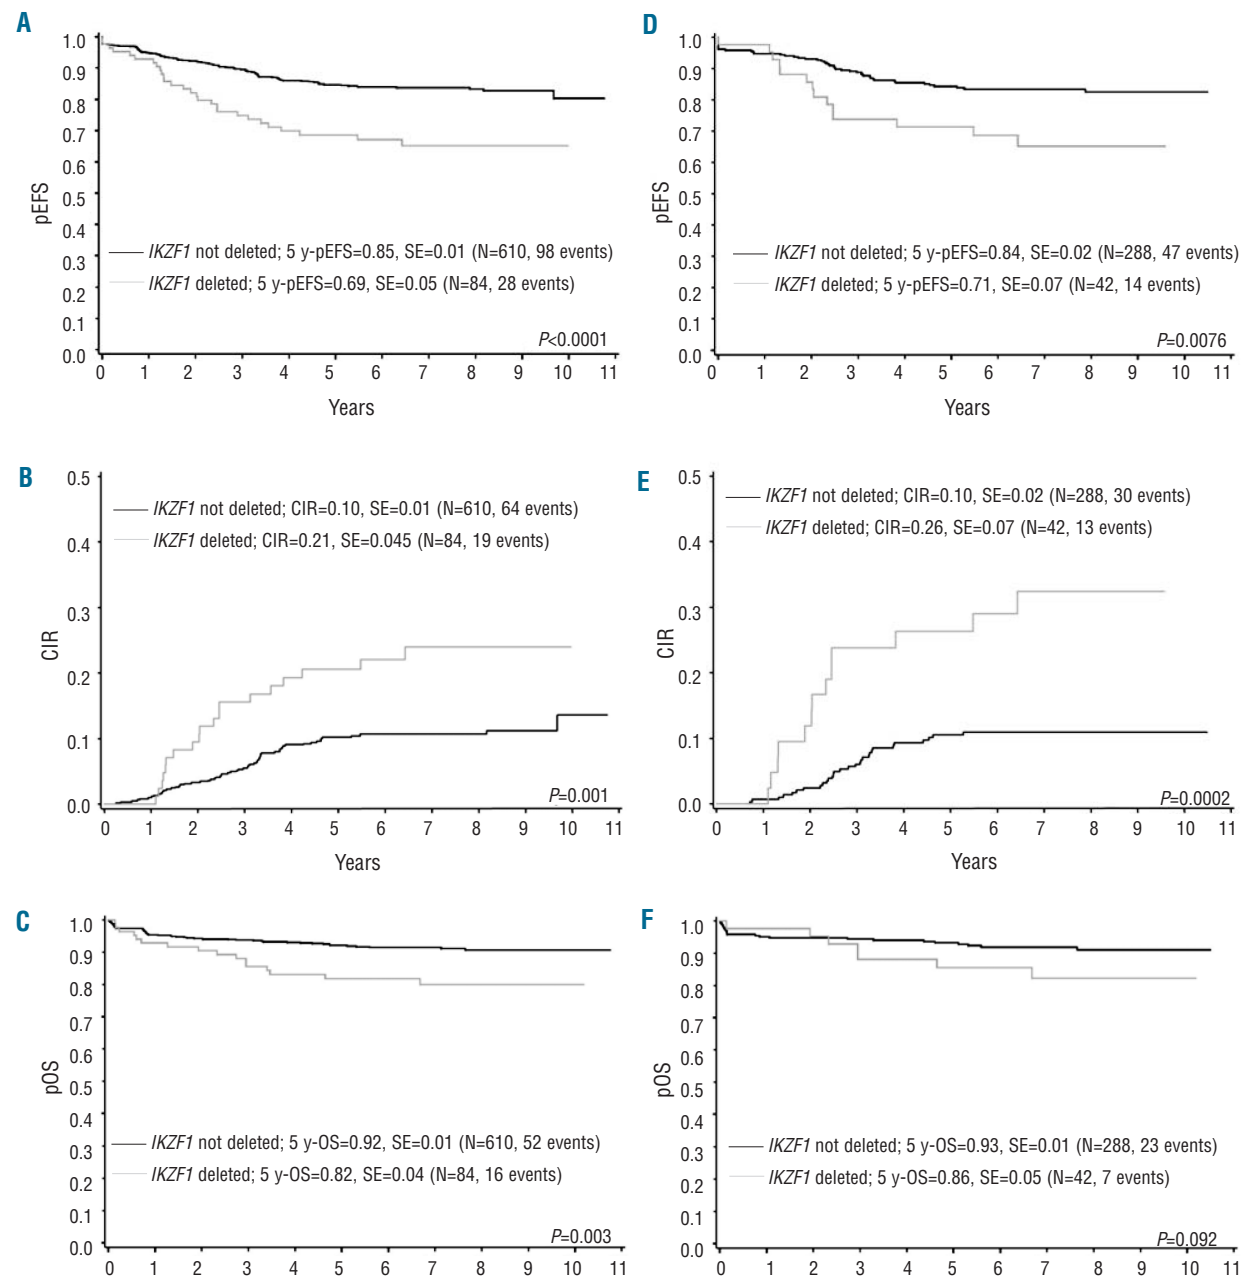 A
1.0
0.9
0.8
0.7
0.6
0.5
0.4
0.3
0.2
0.1
0.0
pEFS
IKZF1 not deleted; 5 y-pEFS=0.85, SE=0.01 (N=610, 98 events)
IKZF1 deleted; 5 y-pEFS=0.69, SE=0.05 (N=84, 28 events)
P<0.0001
0 1 2 3 4 5 6 7 8 9 10 11
Years
D
1.0
0.9
0.8
0.7
0.6
0.5
0.4
0.3
0.2
0.1
0.0
pEFS
IKZF1 not deleted; 5 y-pEFS=0.84, SE=0.02 (N=288, 47 events)
IKZF1 deleted; 5 y-pEFS=0.71, SE=0.07 (N=42, 14 events)
P=0.0076
0 1 2 3 4 5 6 7 8 9 10 11
Years
B
0.5
0.4
0.3
0.2
0.1
0.0
CIR
IKZF1 not deleted; CIR=0.10, SE=0.01 (N=610, 64 events)
IKZF1 deleted; CIR=0.21, SE=0.045 (N=84, 19 events)
P=0.001
0 1 2 3 4 5 6 7 8 9 10 11
Years
E
0.5
0.4
0.3
0.2
0.1
0.0
CIR
IKZF1 not deleted; CIR=0.10, SE=0.02 (N=288, 30 events)
IKZF1 deleted; CIR=0.26, SE=0.07 (N=42, 13 events)
P=0.0002
0 1 2 3 4 5 6 7 8 9 10 11
Years
C
1.0
0.9
0.8
0.7
0.6
0.5
0.4
0.3
0.2
0.1
0.0
pOS
IKZF1 not deleted; 5 y-OS=0.92, SE=0.01 (N=610, 52 events)
IKZF1 deleted; 5 y-OS=0.82, SE=0.04 (N=84, 16 events)
P=0.003
0 1 2 3 4 5 6 7 8 9 10 11
F
1.0
0.9
0.8
0.7
0.6
0.5
0.4
0.3
0.2
0.1
0.0
pOS
IKZF1 not deleted; 5 y-OS=0.93, SE=0.01 (N=288, 23 events)
IKZF1 deleted; 5 y-OS=0.86, SE=0.05 (N=42, 7 events)
P=0.092
0 1 2 3 4 5 6 7 8 9 10 11